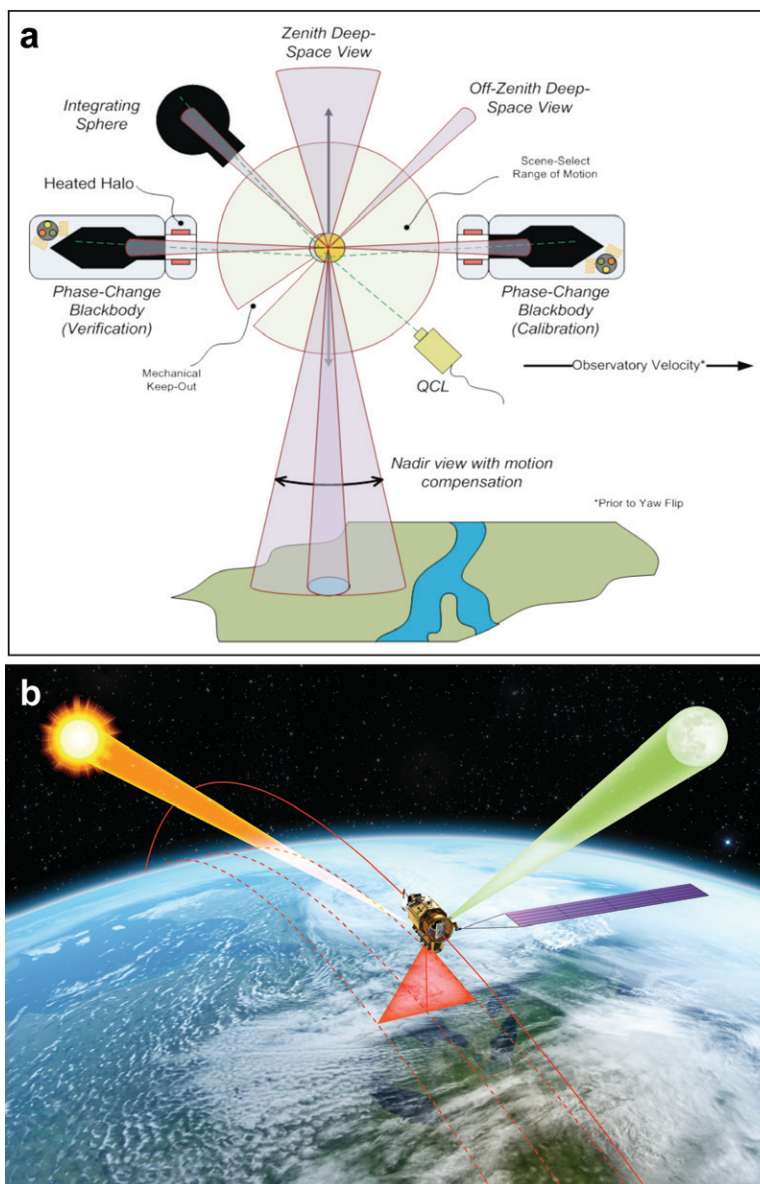 a
Zenith Deep-
Space View
Integrating
Sphere
Off-Zenith Deep-
Space View
Scene-Select
Range of Motion
Heated Halo
Phase-Change
Blackbody
(Verification)
Phase-Change
Blackbody
(Calibration)
Mechanical
Keep-Out
QCL
Observatory Velocity*
Nadir view with motion
compensation
*Prior to Yaw Flip
b